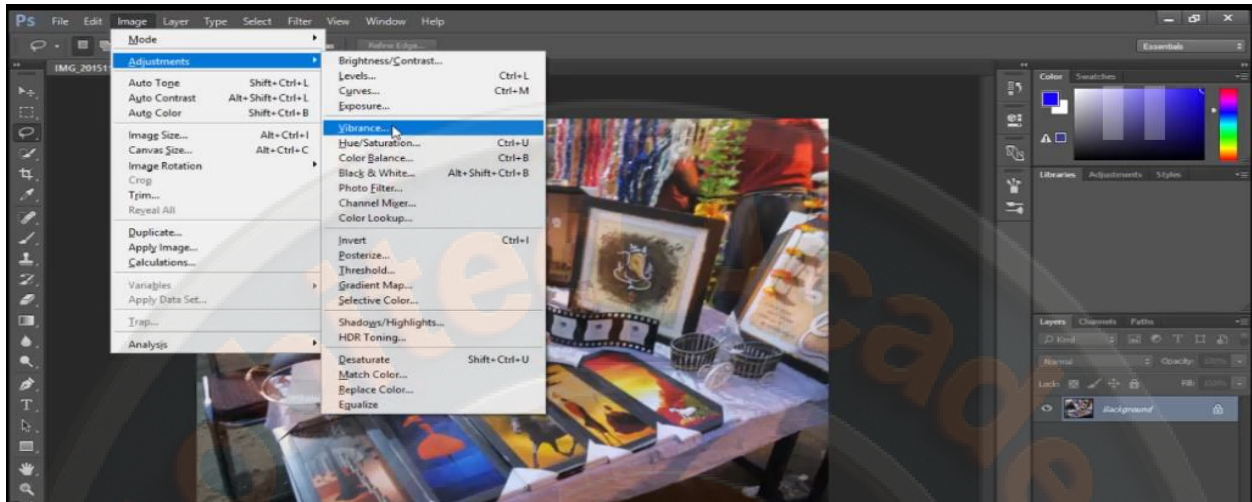 Ps File Edit Image Layer Type Select Filter View Window Help
Refine Edge... Essentials
IMG_20151
Mode
Adjustments
Auto Tone Shift+Ctrl+L
Auto Contrast Alt+Shift+Ctrl+L
Auto Color Shift+Ctrl+B
Image Size... Alt+Ctrl+I
Canvas Size... Alt+Ctrl+C
Image Rotation
Crop
Trim...
Reveal All
Duplicate...
Apply Image...
Calculations...
Variables
Apply Data Set...
Trap...
Analysis
Brightness/Contrast...
Levels... Ctrl+L
Curves... Ctrl+M
Exposure...
Vibrance...
Hue/Saturation... Ctrl+U
Color Balance... Ctrl+B
Black & White... Alt+Shift+Ctrl+B
Photo Filter...
Channel Mixer...
Color Lookup...
Invert Ctrl+I
Posterize...
Threshold...
Gradient Map...
Selective Color...
Shadows/Highlights...
HDR Toning...
Desaturate Shift+Ctrl+U
Match Color...
Replace Color...
Equalize
Color Swatches
Libraries Adjustments Styles
Layers Channels Paths
Kind
Normal Opacity: 100%
Lock: Fill: 100%
Background